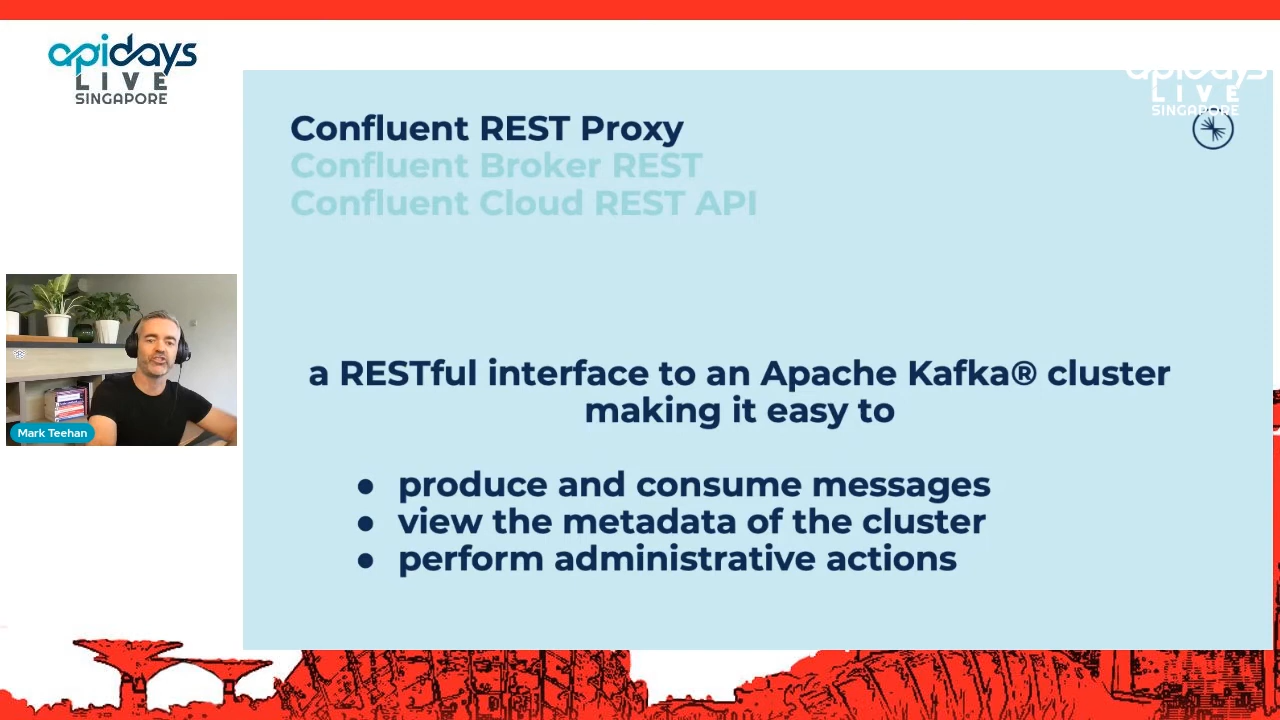 apidays
LIVE
SINGAPORE
apidays
LIVE
SINGAPORE
Confluent REST Proxy
Confluent Broker REST
Confluent Cloud REST API
a RESTful interface to an Apache Kafka® cluster
making it easy to
● produce and consume messages
● view the metadata of the cluster
● perform administrative actions
Mark Teehan